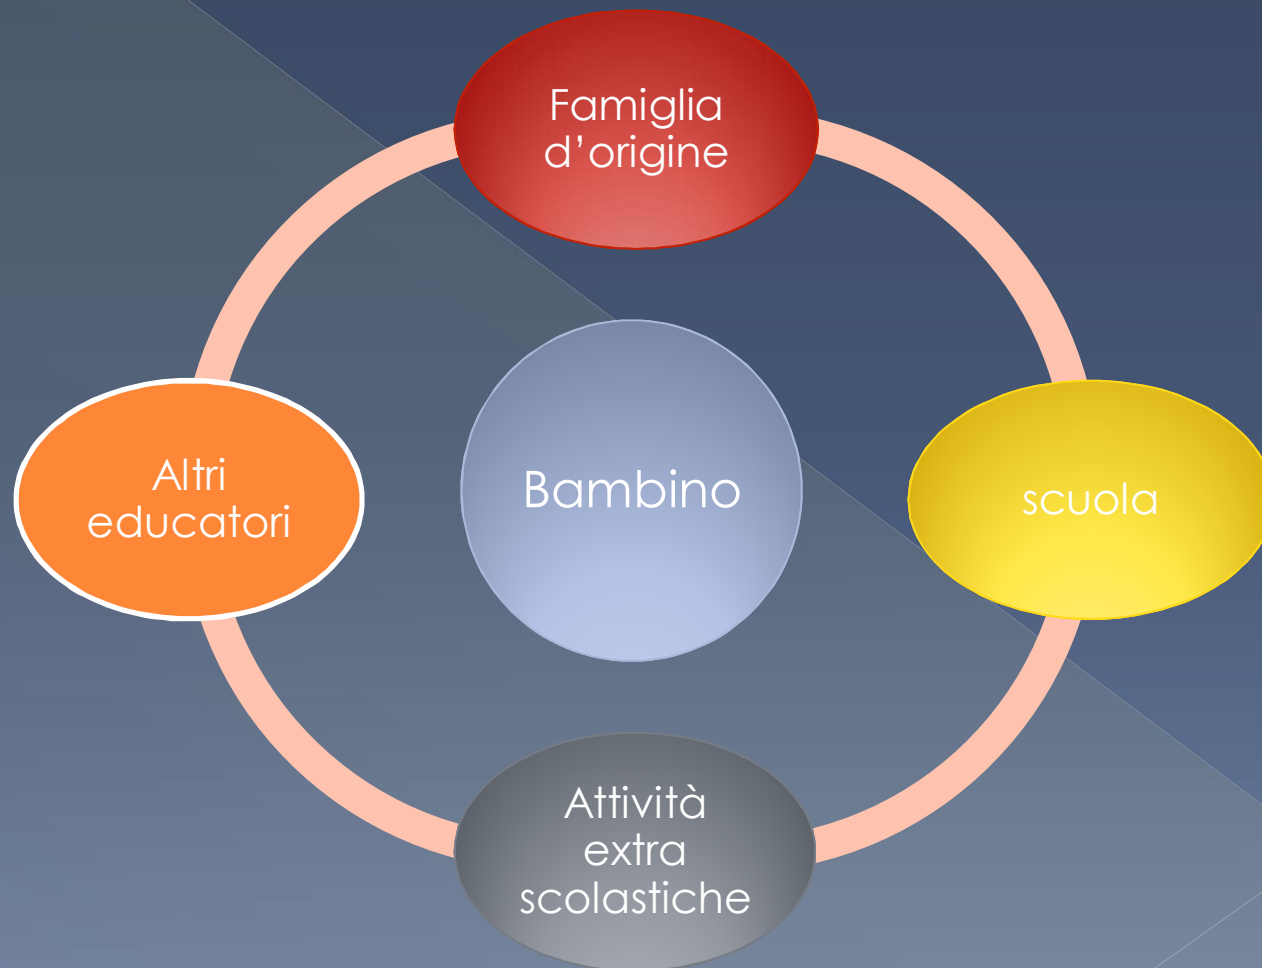 Famiglia
d’origine
Altri
educatori
Bambino
scuola
Attività
extra
scolastiche